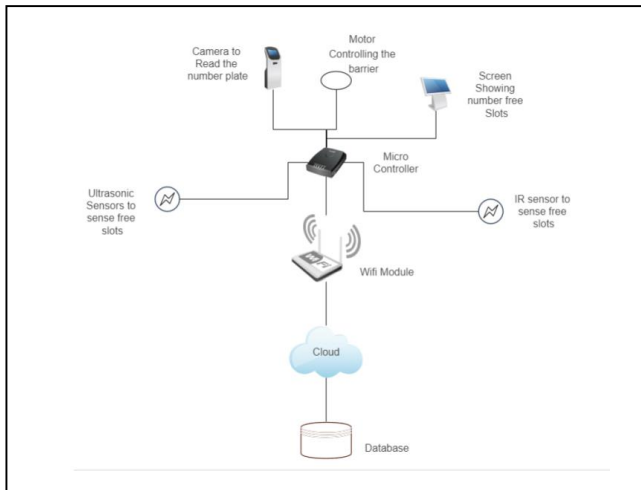 Camera to
Read the
number plate
Motor
Controlling the
barrier
Screen
Showing
number free
Slots
Micro
Controller
Ultrasonic
Sensors to
sense free
slots
IR sensor to
sense free
slots
Wifi Module
Cloud
Database